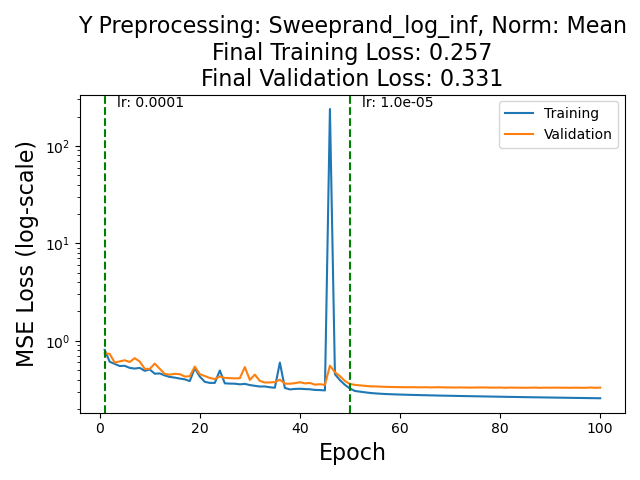 Y Preprocessing: Sweeprand_log_inf, Norm: Mean
Final Training Loss: 0.257
Final Validation Loss: 0.331
lr: 0.0001
lr: 1.0e-05
Training
Validation
MSE Loss (log-scale)
10²
10¹
10⁰
0 20 40 60 80 100
Epoch